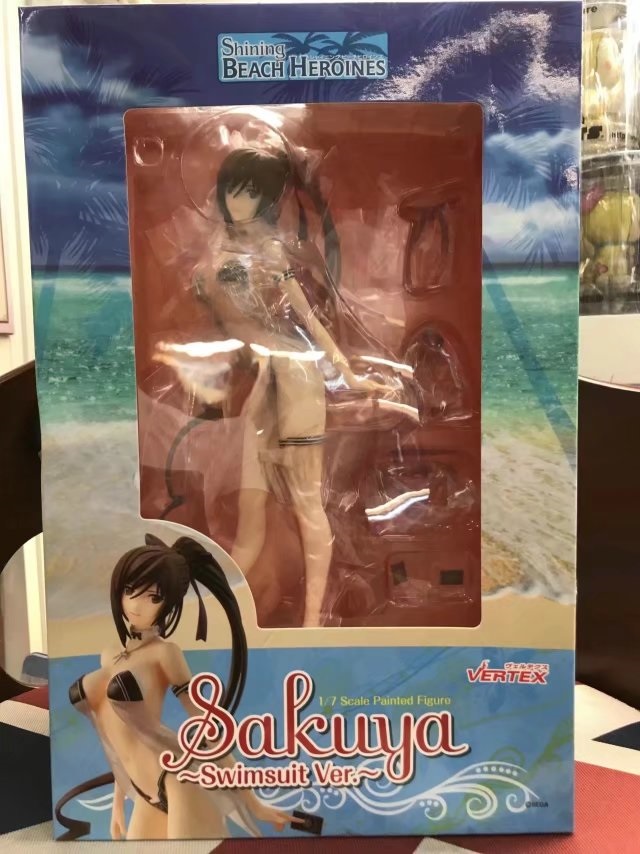 Shining
BEACH HEROINES
1/7 Scale Painted Figure
Sakuya
~Swimsuit Ver.~
ヴェルテクス
VERTEX
©SEGA